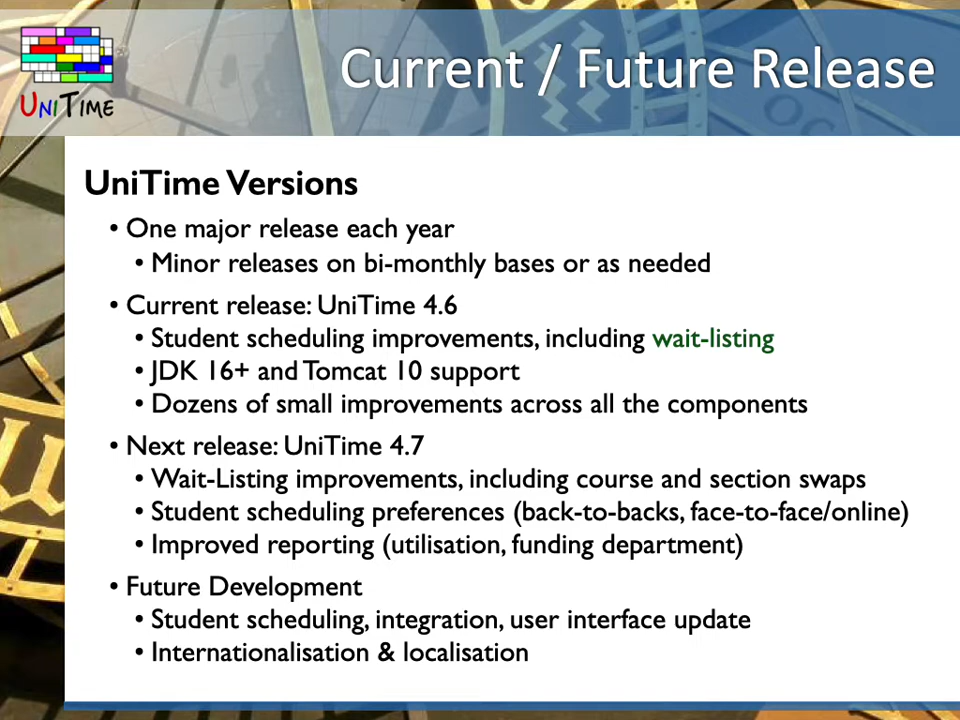 UNITIME
Current / Future Release
UniTime Versions
• One major release each year
• Minor releases on bi-monthly bases or as needed
• Current release: UniTime 4.6
• Student scheduling improvements, including wait-listing
• JDK 16+ and Tomcat 10 support
• Dozens of small improvements across all the components
• Next release: UniTime 4.7
• Wait-Listing improvements, including course and section swaps
• Student scheduling preferences (back-to-backs, face-to-face/online)
• Improved reporting (utilisation, funding department)
• Future Development
• Student scheduling, integration, user interface update
• Internationalisation & localisation